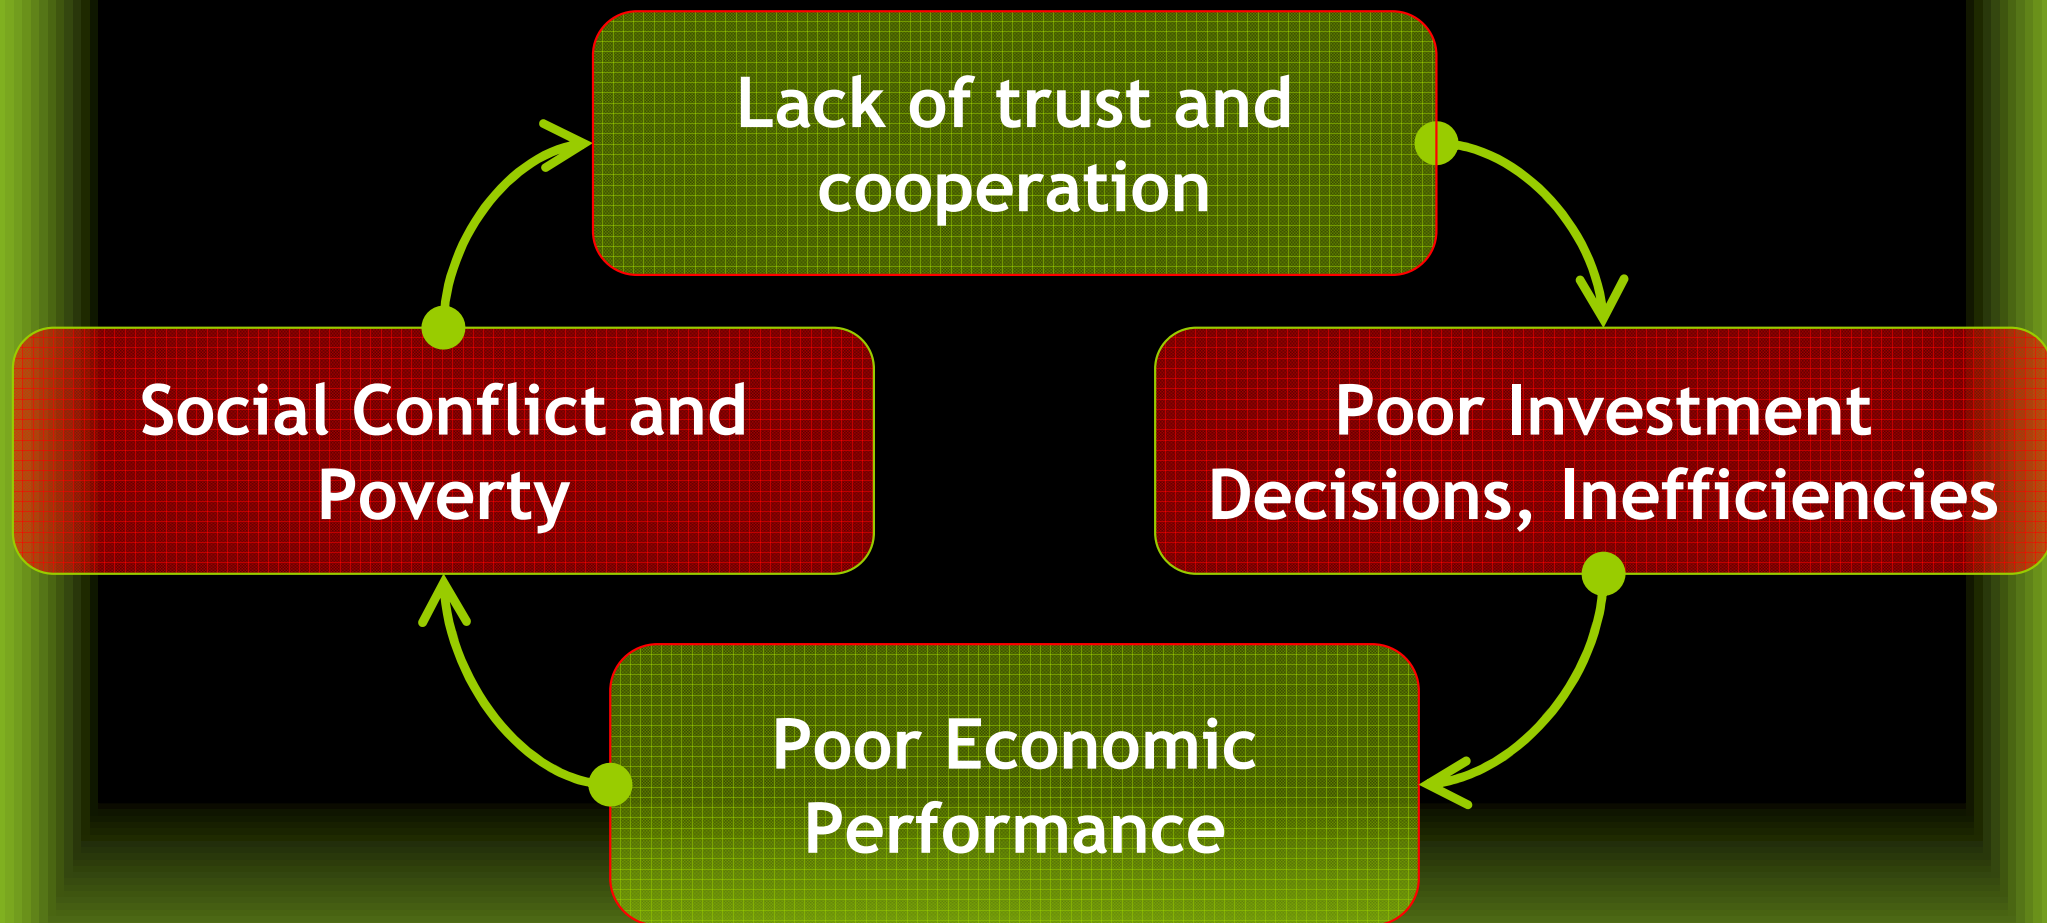 Lack of trust and
cooperation
Social Conflict and
Poverty
Poor Investment
Decisions, Inefficiencies
Poor Economic
Performance